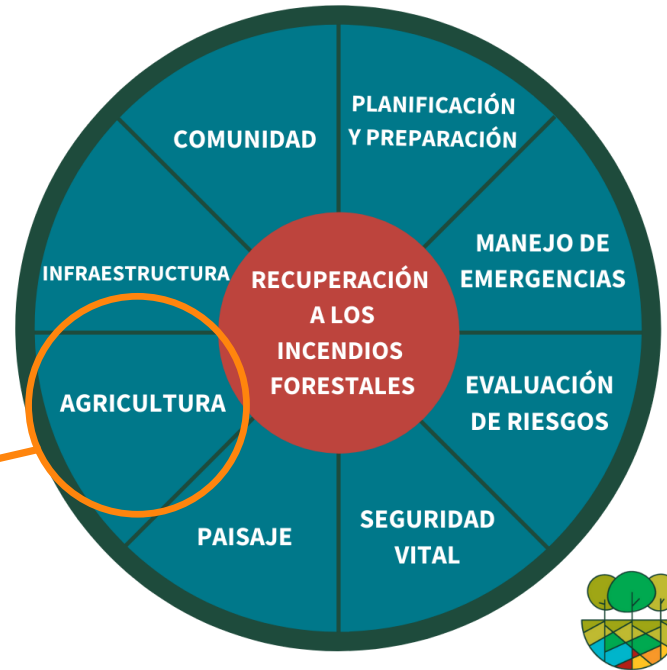 PLANIFICACIÓN
Y PREPARACIÓN
COMUNIDAD
MANEJO DE
EMERGENCIAS
INFRAESTRUCTURA
RECUPERACIÓN
A LOS
INCENDIOS
FORESTALES
AGRICULTURA
EVALUACIÓN
DE RIESGOS
PAISAJE
SEGURIDAD
VITAL